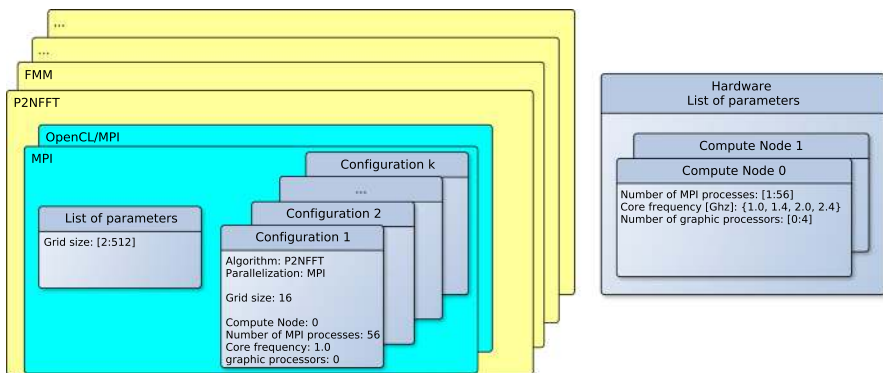 ...
...
FMM
P2NFFT
OpenCL/MPI
MPI
List of parameters
Grid size: [2:512]
Configuration k
...
Configuration 2
Configuration 1
Algorithm: P2NFFT
Parallelization: MPI
Grid size: 16
Compute Node: 0
Number of MPI processes: 56
Core frequency: 1.0
graphic processors: 0
Hardware
List of parameters
Compute Node 1
Compute Node 0
Number of MPI processes: [1:56]
Core frequency [Ghz]: {1.0, 1.4, 2.0, 2.4}
Number of graphic processors: [0:4]